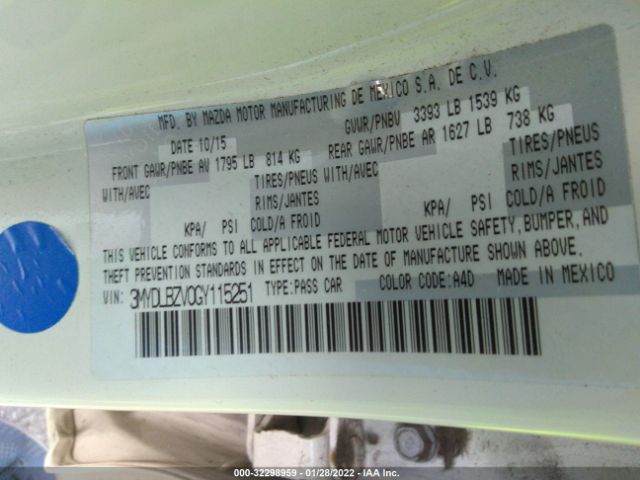 MFD. BY MAZDA MOTOR MANUFACTURING DE MEXICO S.A. DE C.V.
DATE 10/15 GVWR/PNBV 3393 LB 1539 KG
FRONT GAWR/PNBE AV 1795 LB 814 KG REAR GAWR/PNBE AR 1627 LB 738 KG
WITH/AVEC TIRES/PNEUS WITH/AVEC TIRES/PNEUS
RIMS/JANTES RIMS/JANTES
KPA/ PSI COLD/A FROID KPA/ PSI COLD/A FROID
THIS VEHICLE CONFORMS TO ALL APPLICABLE FEDERAL MOTOR VEHICLE SAFETY, BUMPER, AND
THEFT PREVENTION STANDARDS IN EFFECT ON THE DATE OF MANUFACTURE SHOWN ABOVE.
VIN: 3MYDLBZV0GY115251 TYPE:PASS CAR COLOR CODE:A4D MADE IN MEXICO
000-32298959 — 01/28/2022 — IAA Inc.